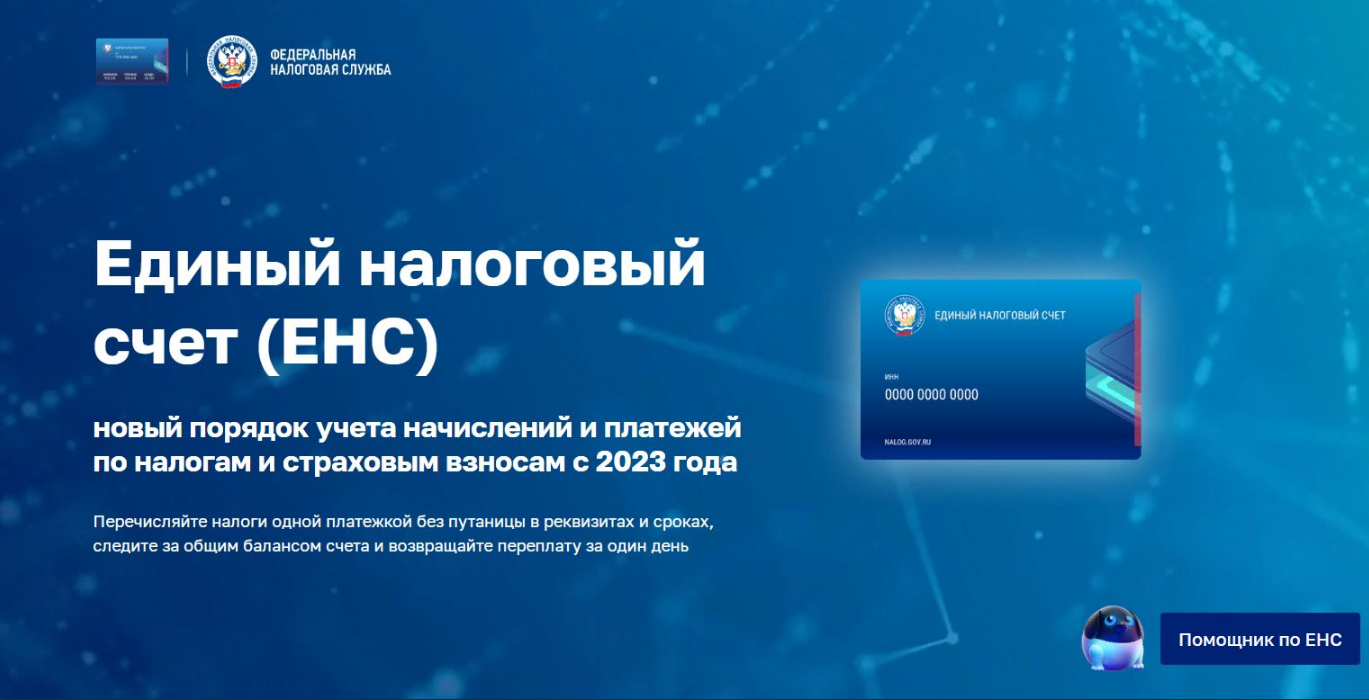 ФЕДЕРАЛЬНАЯ
НАЛОГОВАЯ СЛУЖБА
Единый налоговый
счет (ЕНС)
новый порядок учета начислений и платежей
по налогам и страховым взносам с 2023 года
Перечисляйте налоги одной платежкой без путаницы в реквизитах и сроках,
следите за общим балансом счета и возвращайте переплату за один день
ЕДИНЫЙ НАЛОГОВЫЙ СЧЕТ
ИНН
0000 0000 0000
NALOG.GOV.RU
Помощник по ЕНС